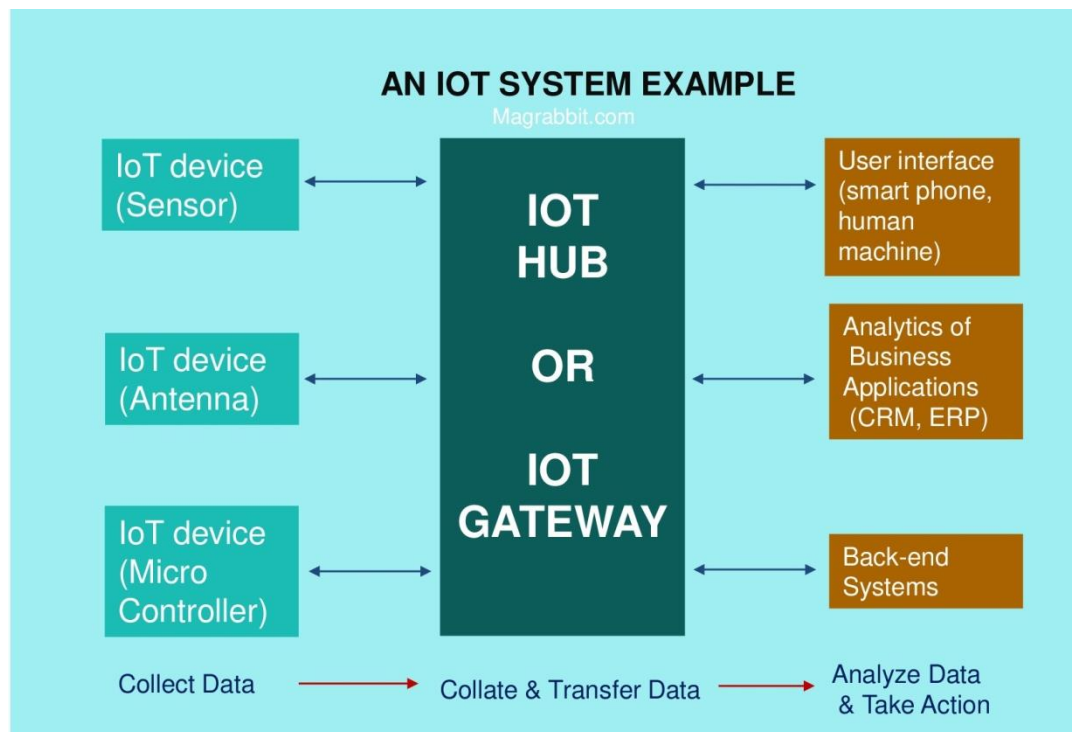 AN IOT SYSTEM EXAMPLE
Magrabbit.com
IoT device
(Sensor)
IoT device
(Antenna)
IoT device
(Micro
Controller)
IOT
HUB
OR
IOT
GATEWAY
User interface
(smart phone,
human
machine)
Analytics of
Business
Applications
(CRM, ERP)
Back-end
Systems
Collect Data
Collate & Transfer Data
Analyze Data
& Take Action